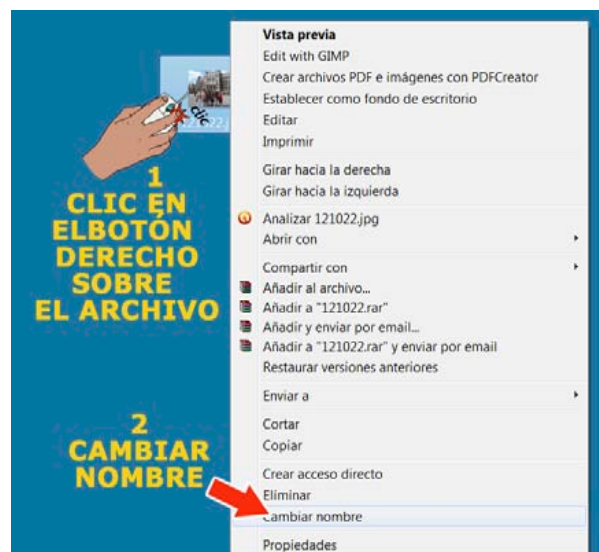 121022.j
clic
1
CLIC EN
ELBOTÓN
DERECHO
SOBRE
EL ARCHIVO
2
CAMBIAR
NOMBRE
Vista previa
Edit with GIMP
Crear archivos PDF e imágenes con PDFCreator
Establecer como fondo de escritorio
Editar
Imprimir
Girar hacia la derecha
Girar hacia la izquierda
Analizar 121022.jpg
Abrir con
Compartir con
Añadir al archivo...
Añadir a "121022.rar"
Añadir y enviar por email...
Añadir a "121022.rar" y enviar por email
Restaurar versiones anteriores
Enviar a
Cortar
Copiar
Crear acceso directo
Eliminar
Cambiar nombre
Propiedades